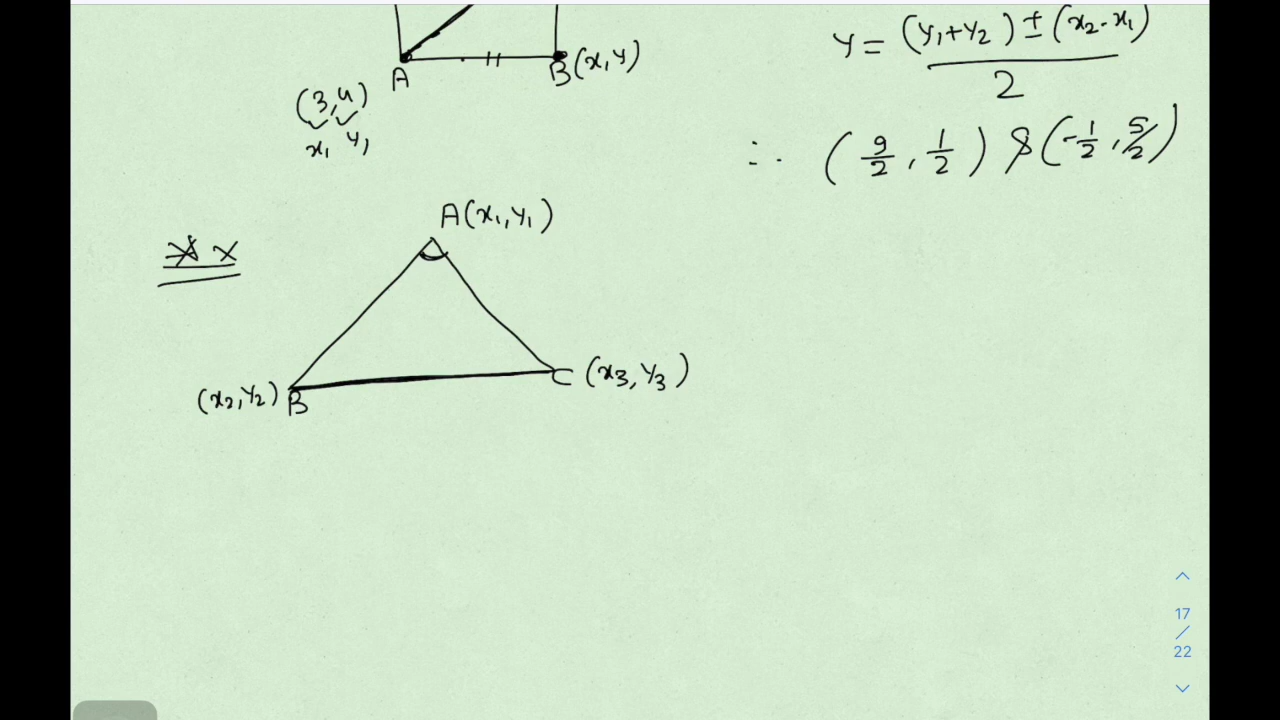 y = (y₁+y₂) ± (x₂-x₁)
2
A
B(x,y)
(3,4)
x₁ y₁
∴ (9/2, 1/2) & (-1/2, 5/2)
A(x₁,y₁)
(x₂,y₂) B
C (x₃,y₃)
17
/
22